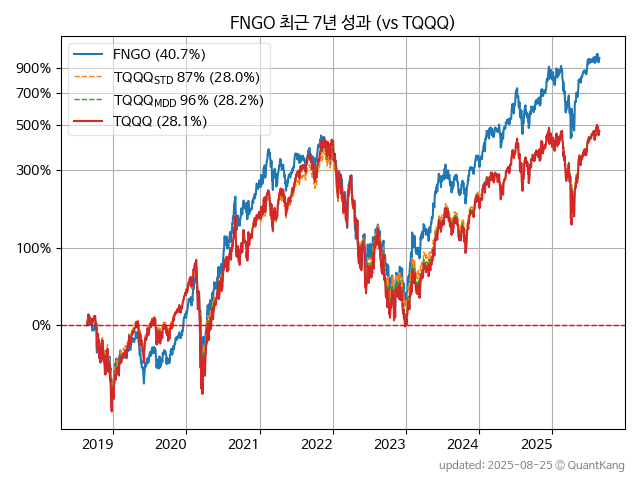 FNGO 최근 7년 성과 (vs TQQQ)
FNGO (40.7%)
TQQQSTD 87% (28.0%)
TQQQMDD 96% (28.2%)
TQQQ (28.1%)
900%
700%
500%
300%
100%
0%
2019 2020 2021 2022 2023 2024 2025
updated: 2025-08-25 © QuantKang